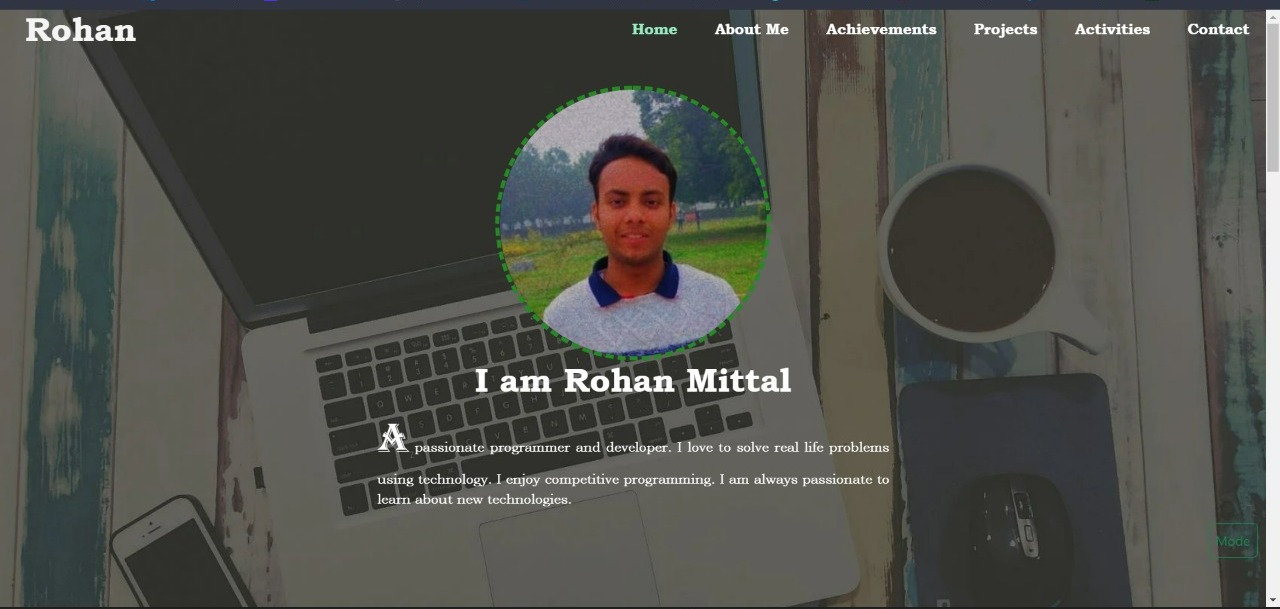 Rohan
Home About Me Achievements Projects Activities Contact
I am Rohan Mittal
A passionate programmer and developer. I love to solve real life problems
using technology. I enjoy competitive programming. I am always passionate to
learn about new technologies.
Mode